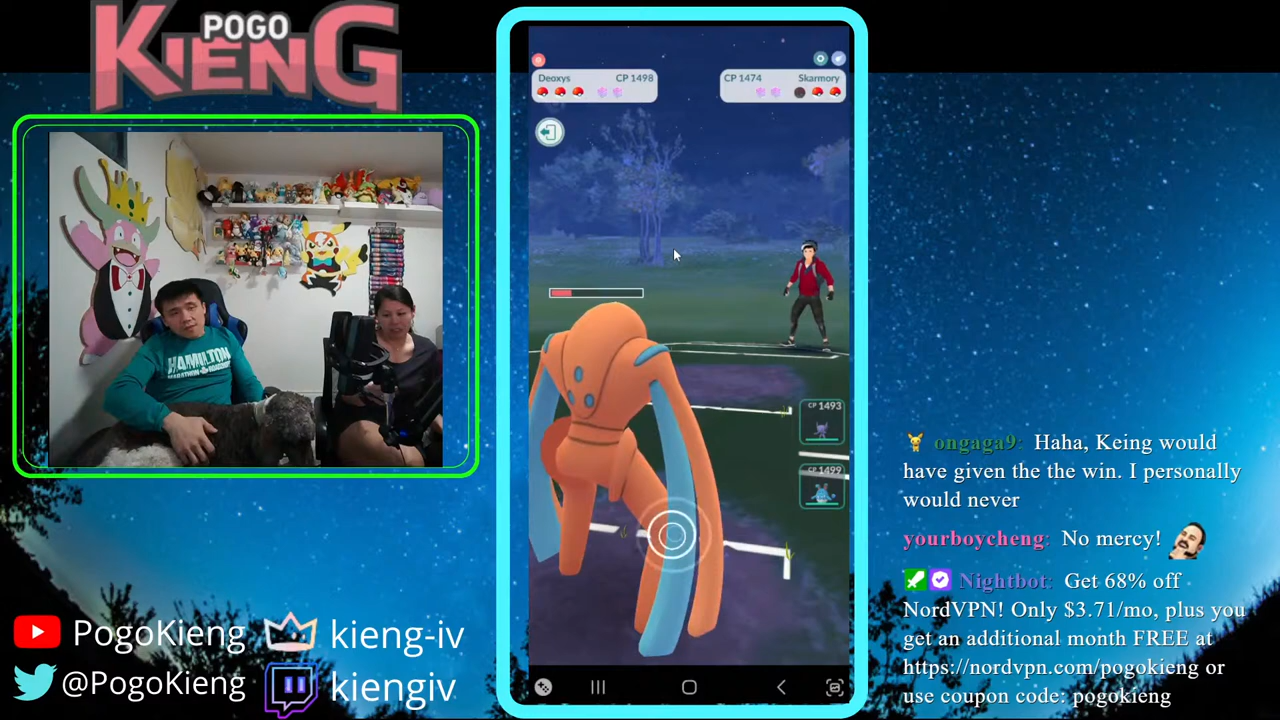 POGO
KIENG
Deoxys CP 1498
CP 1474 Skarmory
HAMILTON
CP 1493
CP 1499
ongaga9: Haha, Keing would
have given the the win. I personally
would never
yourboycheng: No mercy!
Nightbot: Get 68% off
NordVPN! Only $3.71/mo, plus you
get an additional month FREE at
https://nordvpn.com/pogokieng or
use coupon code: pogokieng
PogoKieng kieng-iv
@PogoKieng kiengiv